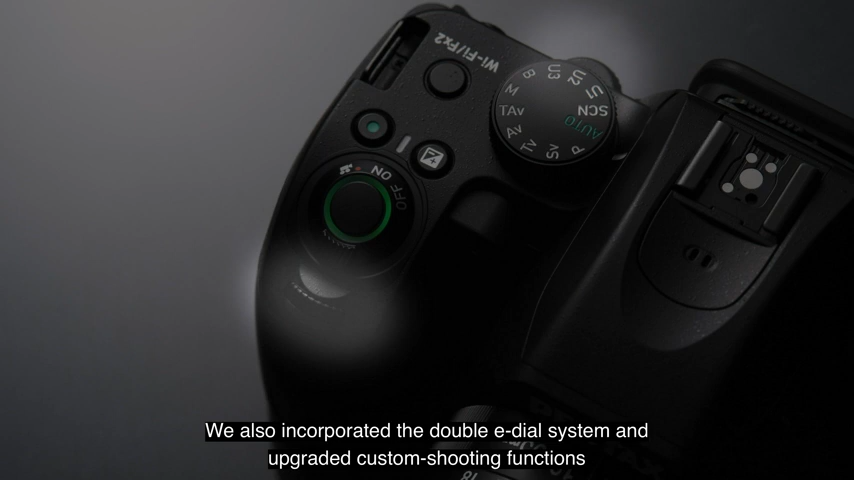 Wi-Fi/Fx2
B
U3
U2
U1
SCN
AUTO
P
Sv
Tv
Av
TAv
M
ON
OFF
We also incorporated the double e-dial system and
upgraded custom-shooting functions
18